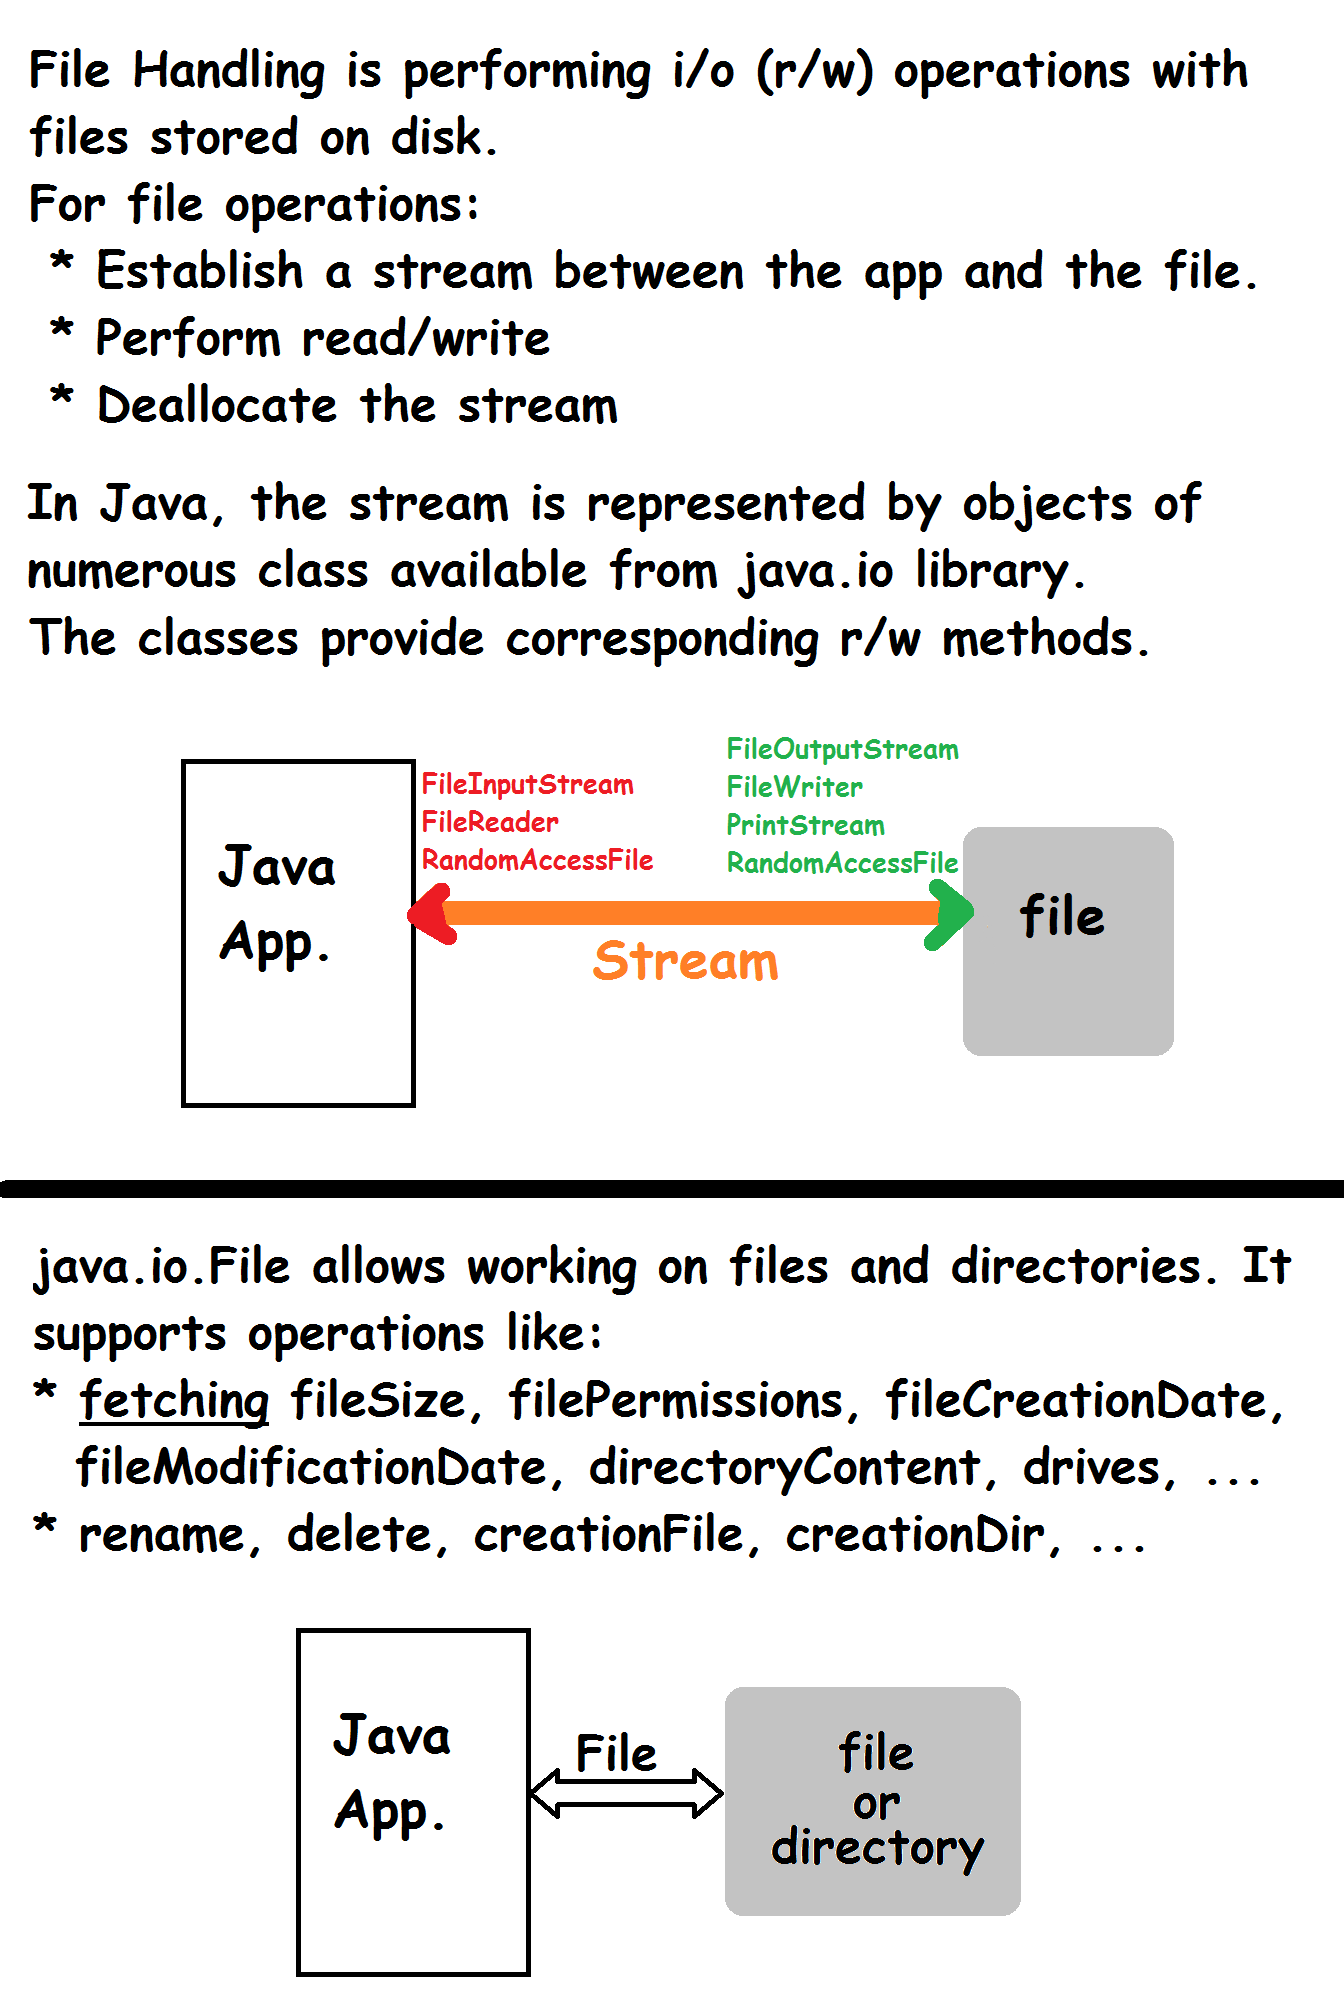 File Handling is performing i/o (r/w) operations with
files stored on disk.
For file operations:
* Establish a stream between the app and the file.
* Perform read/write
* Deallocate the stream
In Java, the stream is represented by objects of
numerous class available from java.io library.
The classes provide corresponding r/w methods.
Java
App.
FileInputStream
FileReader
RandomAccessFile
FileOutputStream
FileWriter
PrintStream
RandomAccessFile
Stream
file
java.io.File allows working on files and directories. It
supports operations like:
* fetching fileSize, filePermissions, fileCreationDate,
fileModificationDate, directoryContent, drives, ...
* rename, delete, creationFile, creationDir, ...
Java
App.
File
file
or
directory